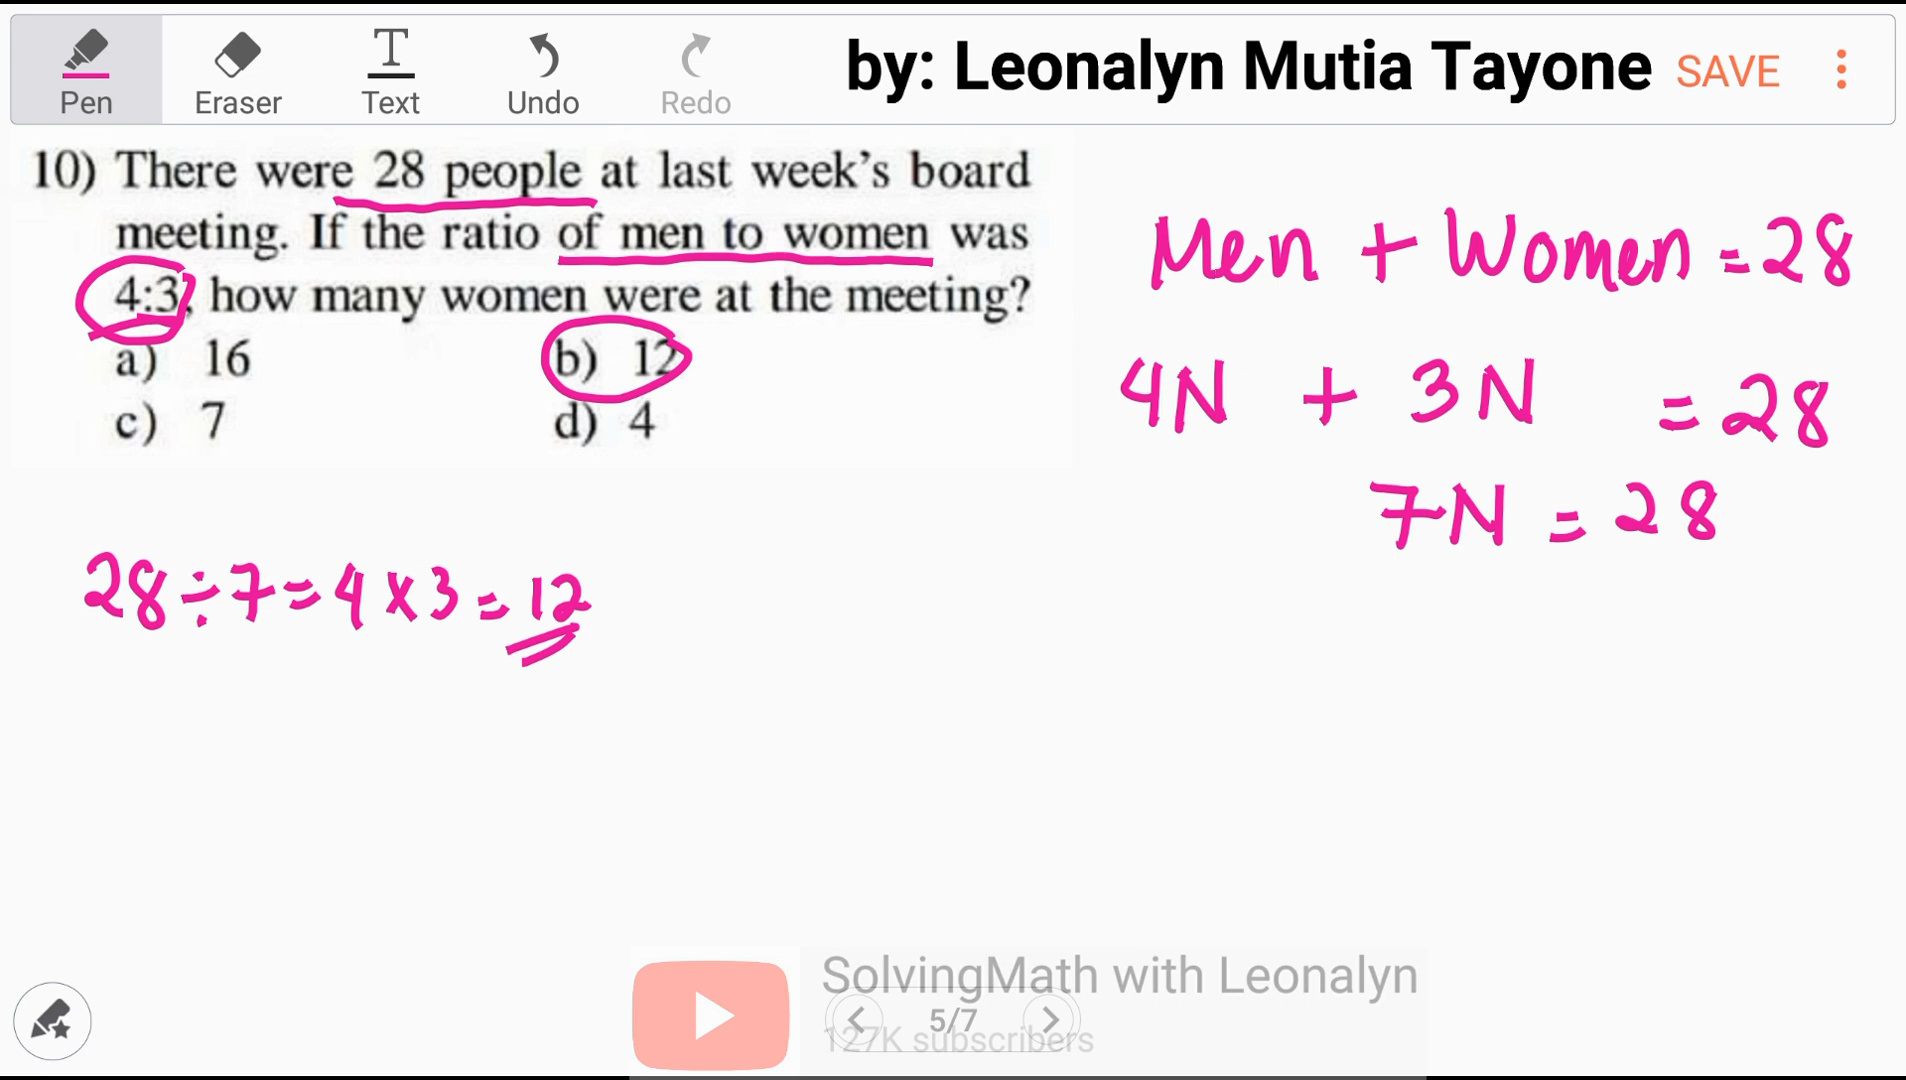 Pen Eraser Text Undo Redo by: Leonalyn Mutia Tayone SAVE
10) There were 28 people at last week's board
meeting. If the ratio of men to women was
4:3, how many women were at the meeting?
a) 16 b) 12
c) 7 d) 4
Men + Women = 28
4N + 3N = 28
7N = 28
28 ÷ 7 = 4 x 3 = 12
SolvingMath with Leonalyn
5/7
127K subscribers